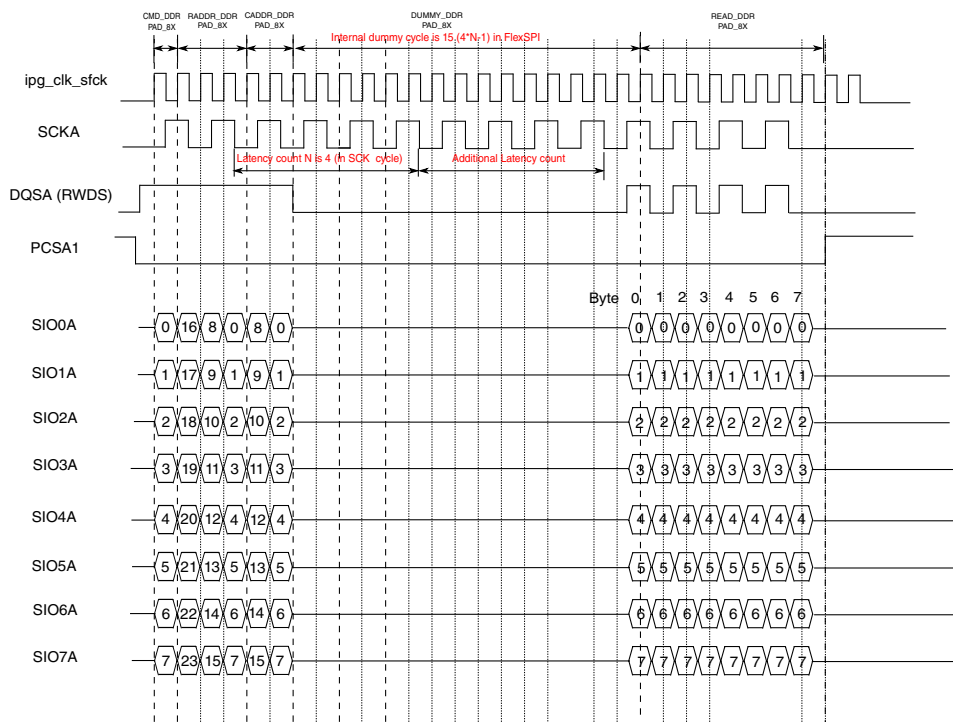 CMD_DDR RADDR_DDR CADDR_DDR DUMMY_DDR READ_DDR
PAD_8X PAD_8X PAD_8X PAD_8X PAD_8X
Internal dummy cycle is 15 (4*N-1) in FlexSPI
ipg_clk_sfck
SCKA
Latency count N is 4 (in SCK cycle) Additional Latency count
DQSA (RWDS)
PCSA1
Byte 0 1 2 3 4 5 6 7
SIO0A 0 16 8 0 8 0 0 0 0 0 0 0 0 0
SIO1A 1 17 9 1 9 1 1 1 1 1 1 1 1 1
SIO2A 2 18 10 2 10 2 2 2 2 2 2 2 2 2
SIO3A 3 19 11 3 11 3 3 3 3 3 3 3 3 3
SIO4A 4 20 12 4 12 4 4 4 4 4 4 4 4 4
SIO5A 5 21 13 5 13 5 5 5 5 5 5 5 5 5
SIO6A 6 22 14 6 14 6 6 6 6 6 6 6 6 6
SIO7A 7 23 15 7 15 7 7 7 7 7 7 7 7 7